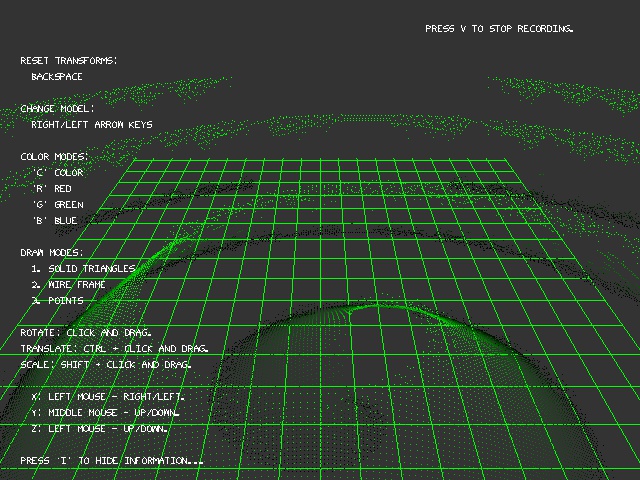 PRESS V TO STOP RECORDING.
RESET TRANSFORMS:
BACKSPACE
CHANGE MODEL:
RIGHT/LEFT ARROW KEYS
COLOR MODES:
'C' COLOR
'R' RED
'G' GREEN
'B' BLUE
DRAW MODES:
1. SOLID TRIANGLES
2. WIRE FRAME
3. POINTS
ROTATE: CLICK AND DRAG.
TRANSLATE: CTRL + CLICK AND DRAG.
SCALE: SHIFT + CLICK AND DRAG.
X: LEFT MOUSE - RIGHT/LEFT.
Y: MIDDLE MOUSE - UP/DOWN.
Z: LEFT MOUSE - UP/DOWN.
PRESS 'I' TO HIDE INFORMATION...